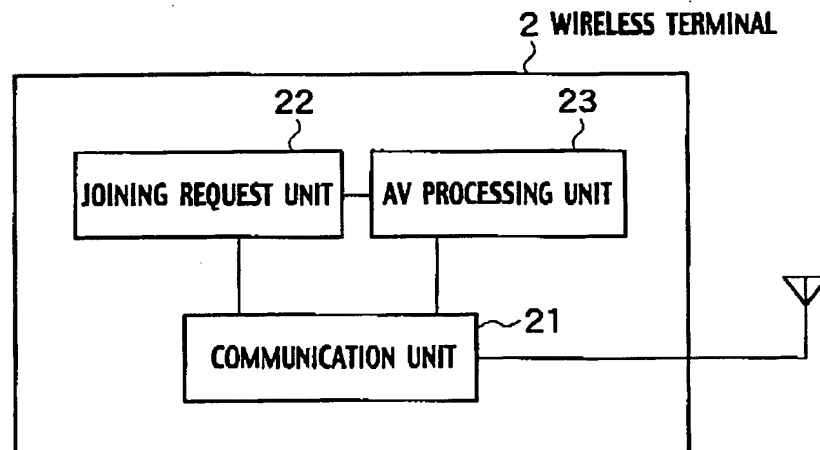 2 WIRELESS TERMINAL
22
23
JOINING REQUEST UNIT
AV PROCESSING UNIT
21
COMMUNICATION UNIT